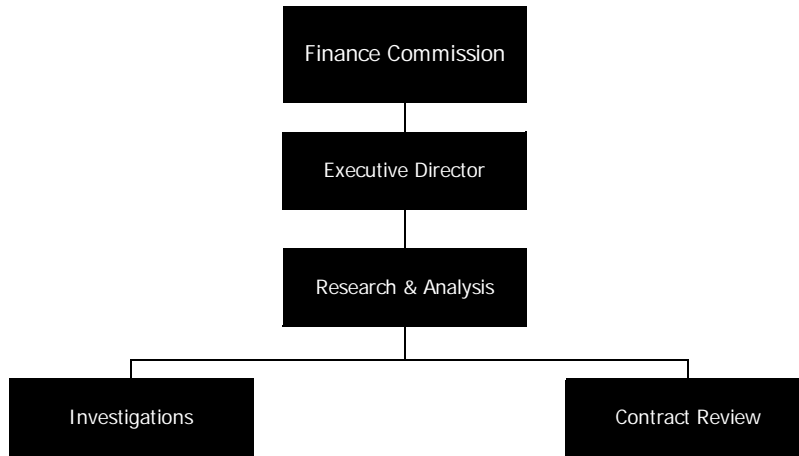 Finance Commission
Executive Director
Research & Analysis
Investigations
Contract Review